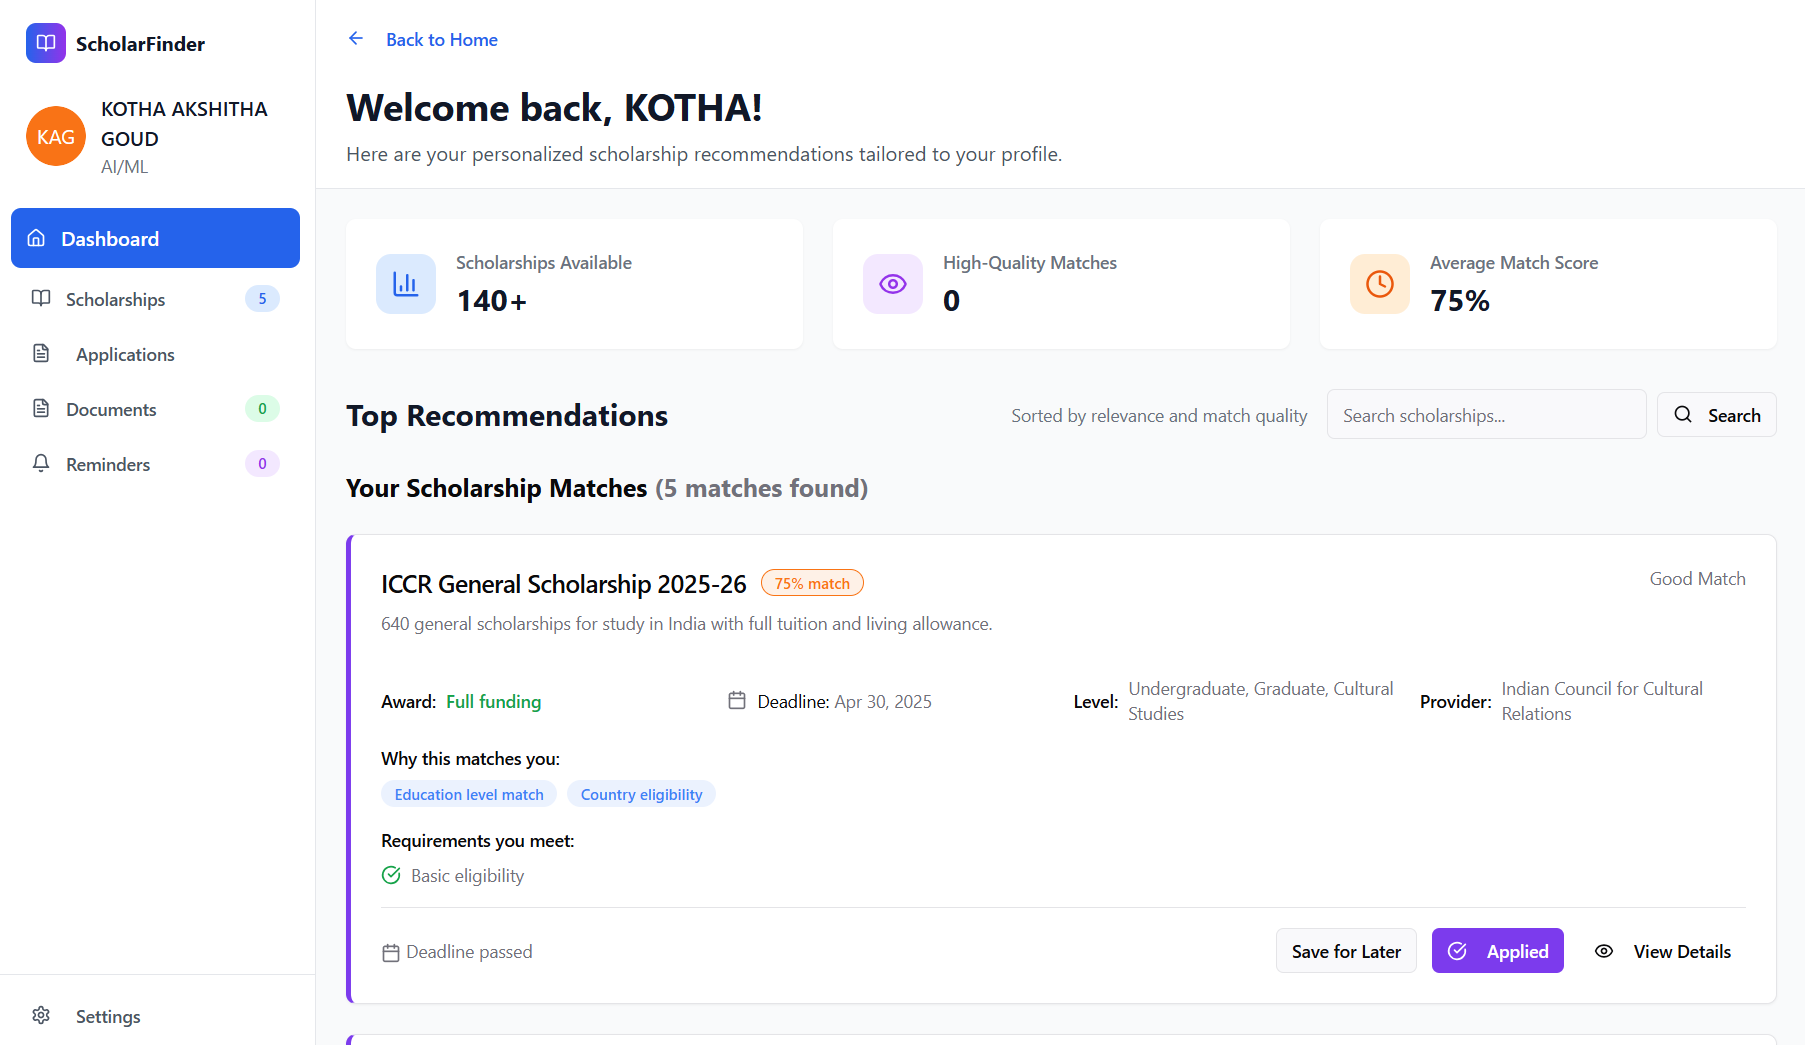 ScholarFinder
KAG
KOTHA AKSHITHA
GOUD
AI/ML
Dashboard
Scholarships 5
Applications
Documents 0
Reminders 0
Settings
Back to Home
Welcome back, KOTHA!
Here are your personalized scholarship recommendations tailored to your profile.
Scholarships Available
140+
High-Quality Matches
0
Average Match Score
75%
Top Recommendations
Sorted by relevance and match quality
Search scholarships...
Search
Your Scholarship Matches (5 matches found)
ICCR General Scholarship 2025-26 75% match
Good Match
640 general scholarships for study in India with full tuition and living allowance.
Award: Full funding
Deadline: Apr 30, 2025
Level: Undergraduate, Graduate, Cultural
Studies
Provider: Indian Council for Cultural
Relations
Why this matches you:
Education level match Country eligibility
Requirements you meet:
Basic eligibility
Deadline passed
Save for Later
Applied
View Details